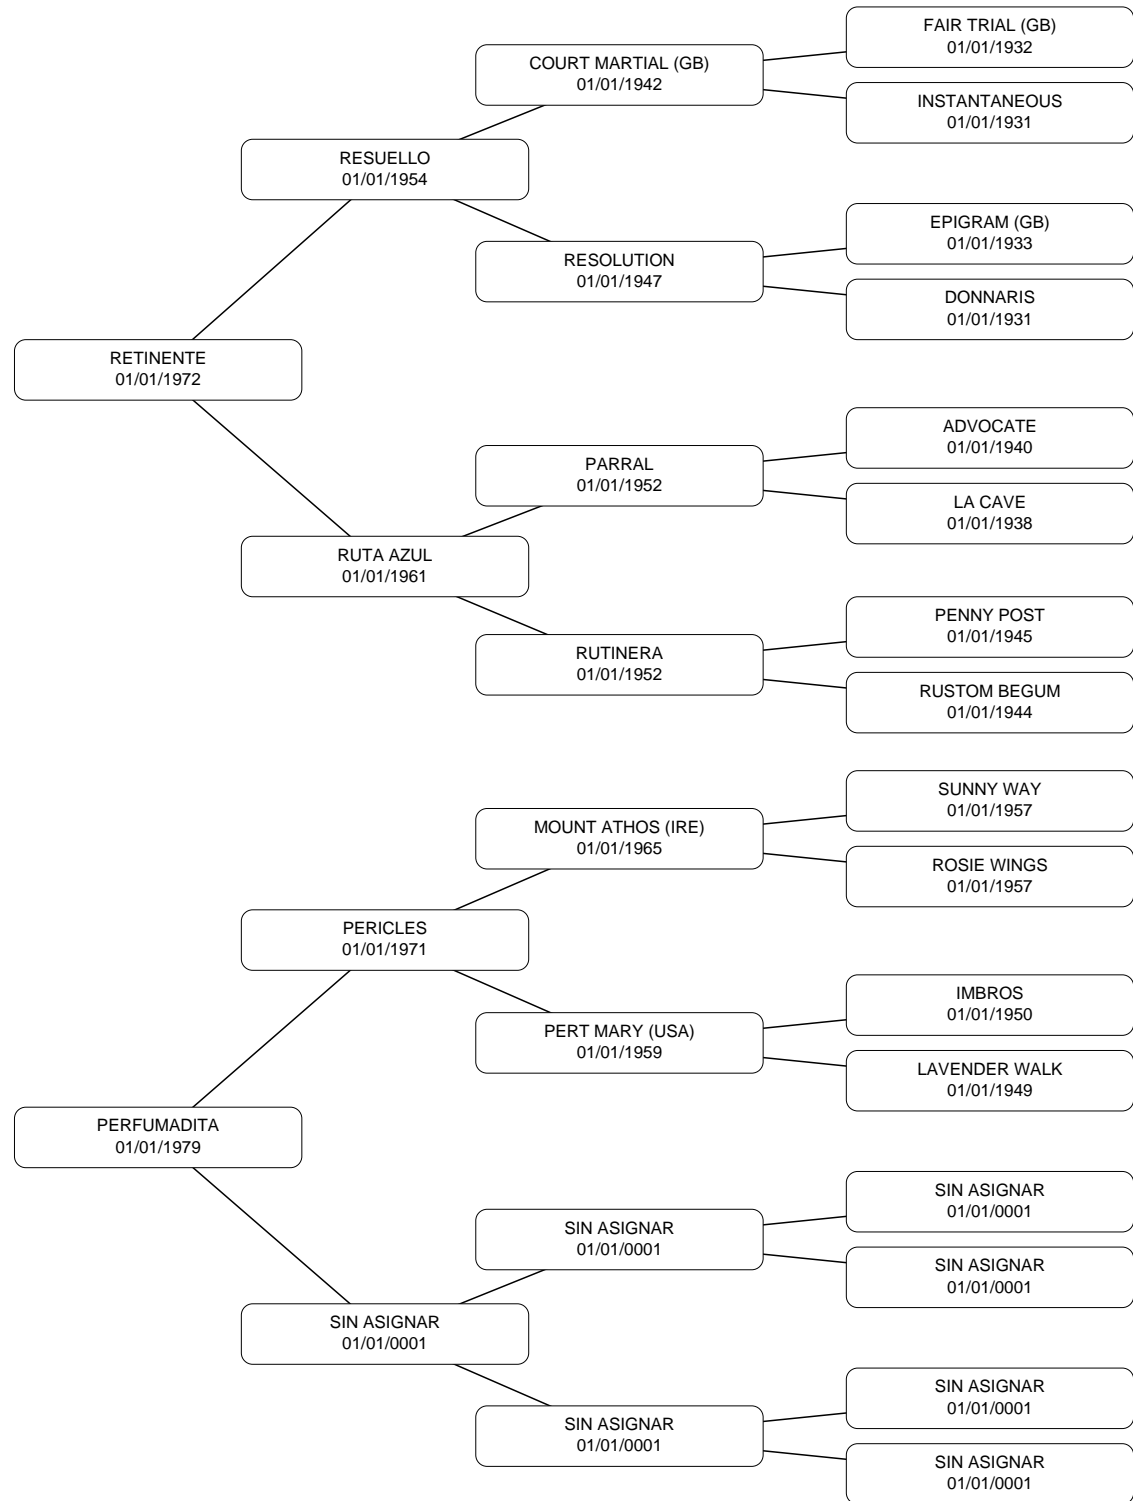 FAIR TRIAL (GB)
01/01/1932
COURT MARTIAL (GB)
01/01/1942
INSTANTANEOUS
01/01/1931
RESUELLO
01/01/1954
EPIGRAM (GB)
01/01/1933
RESOLUTION
01/01/1947
DONNARIS
01/01/1931
RETINENTE
01/01/1972
ADVOCATE
01/01/1940
PARRAL
01/01/1952
LA CAVE
01/01/1938
RUTA AZUL
01/01/1961
PENNY POST
01/01/1945
RUTINERA
01/01/1952
RUSTOM BEGUM
01/01/1944
SUNNY WAY
01/01/1957
MOUNT ATHOS (IRE)
01/01/1965
ROSIE WINGS
01/01/1957
PERICLES
01/01/1971
IMBROS
01/01/1950
PERT MARY (USA)
01/01/1959
LAVENDER WALK
01/01/1949
PERFUMADITA
01/01/1979
SIN ASIGNAR
01/01/0001
SIN ASIGNAR
01/01/0001
SIN ASIGNAR
01/01/0001
SIN ASIGNAR
01/01/0001
SIN ASIGNAR
01/01/0001
SIN ASIGNAR
01/01/0001
SIN ASIGNAR
01/01/0001